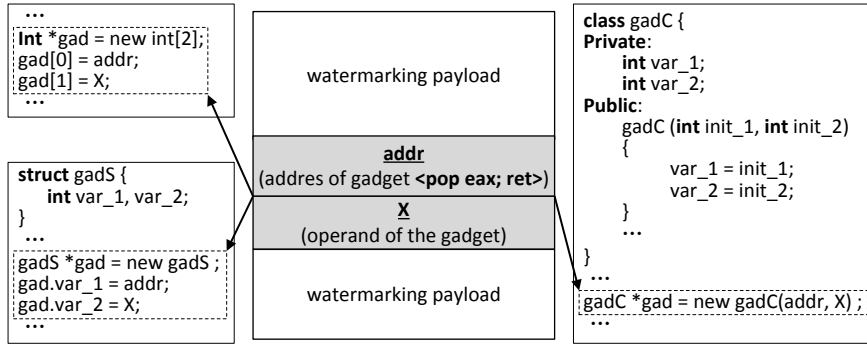 ...
Int *gad = new int[2];
gad[0] = addr;
gad[1] = X;
...
struct gadS {
int var_1, var_2;
}
...
gadS *gad = new gadS ;
gad.var_1 = addr;
gad.var_2 = X;
...
watermarking payload
addr
(addres of gadget <pop eax; ret>)
X
(operand of the gadget)
watermarking payload
class gadC {
Private:
int var_1;
int var_2;
Public:
gadC (int init_1, int init_2)
{
var_1 = init_1;
var_2 = init_2;
}
...
}
...
gadC *gad = new gadC(addr, X) ;
...